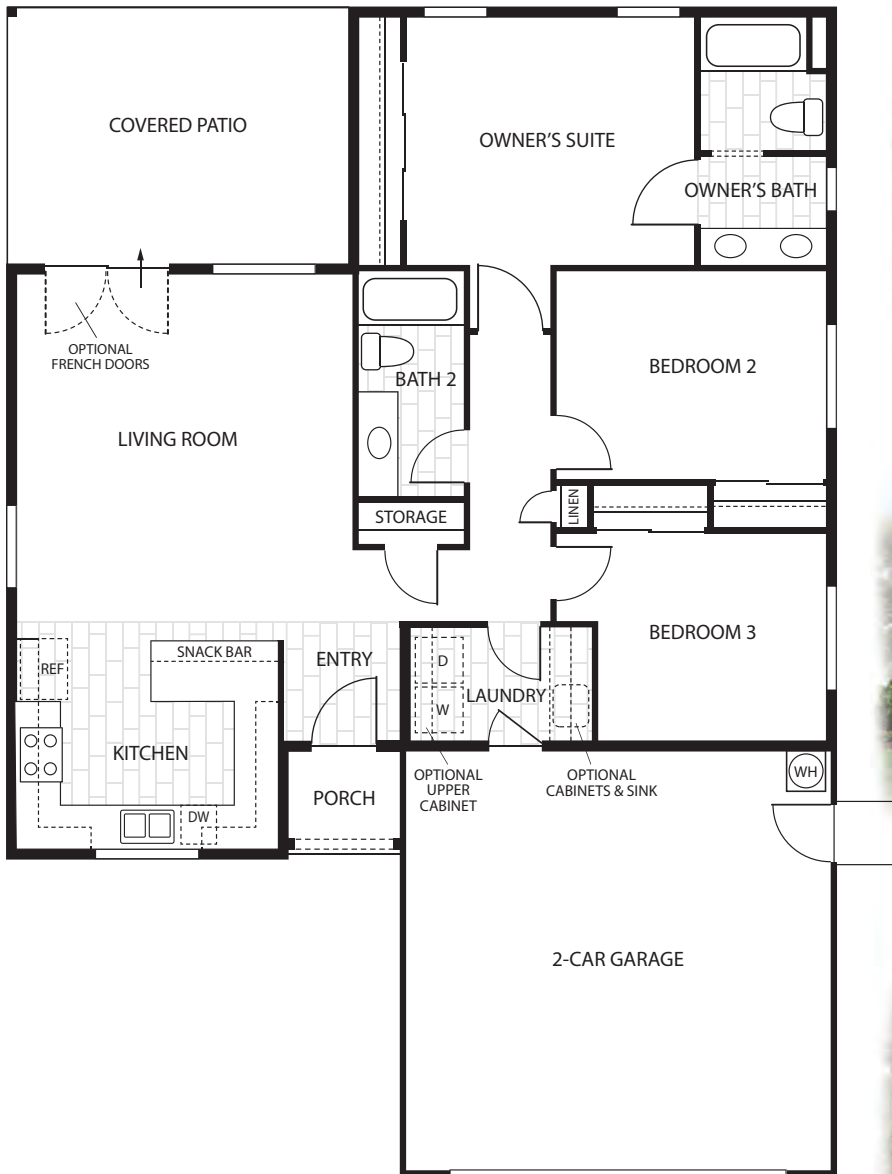 COVERED PATIO
OWNER'S SUITE
OWNER'S BATH
OPTIONAL
FRENCH DOORS
BATH 2
BEDROOM 2
LIVING ROOM
STORAGE
LINEN
BEDROOM 3
REF
SNACK BAR
ENTRY
D
W
LAUNDRY
KITCHEN
OPTIONAL
UPPER
CABINET
OPTIONAL
CABINETS & SINK
WH
PORCH
DW
2-CAR GARAGE